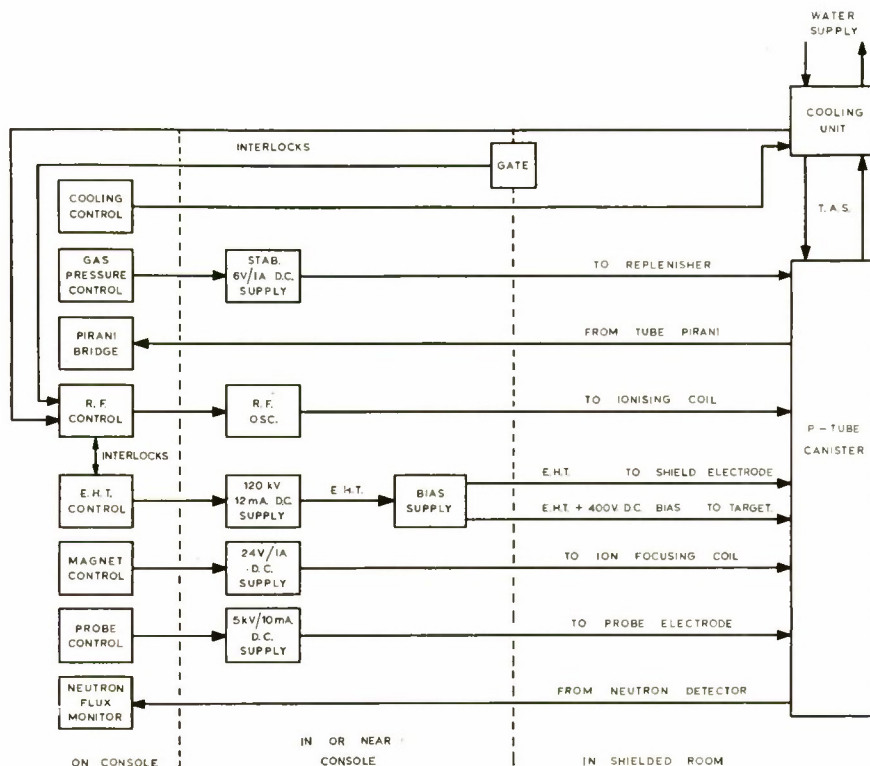 WATER
SUPPLY
COOLING
UNIT
INTERLOCKS
GATE
COOLING
CONTROL
T.A.S.
GAS
PRESSURE
CONTROL
STAB.
6V/1A D.C.
SUPPLY
TO REPLENISHER
PIRANI
BRIDGE
FROM TUBE PIRANI
R.F.
CONTROL
R.F.
OSC.
TO IONISING COIL
P-TUBE
CANISTER
INTERLOCKS
E.H.T.
CONTROL
120 kV
12mA. D.C.
SUPPLY
E.H.T.
BIAS
SUPPLY
E.H.T. TO SHIELD ELECTRODE
E.H.T. + 400V. D.C. BIAS TO TARGET.
MAGNET
CONTROL
24V/1A
D.C.
SUPPLY
TO ION FOCUSING COIL
PROBE
CONTROL
5kV/10mA.
D.C.
SUPPLY
TO PROBE ELECTRODE
NEUTRON
FLUX
MONITOR
FROM NEUTRON DETECTOR
ON CONSOLE
IN OR NEAR
CONSOLE
IN SHIELDED ROOM